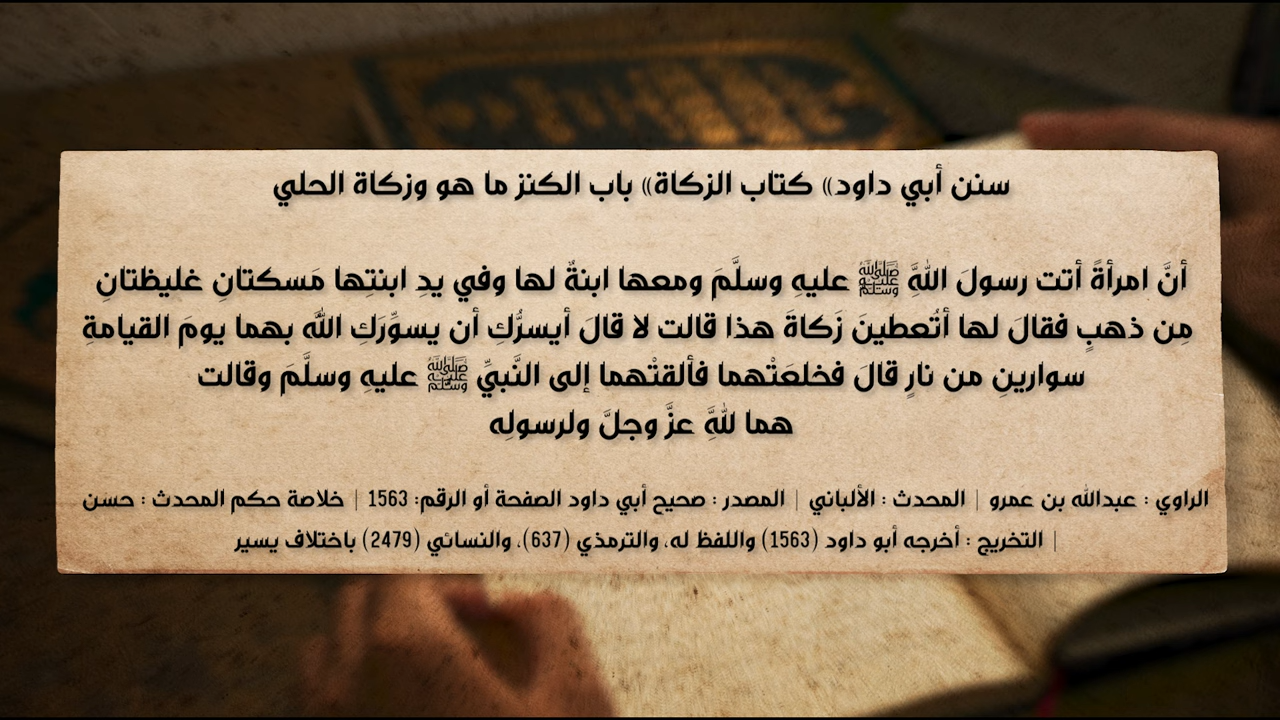 سنن أبي داود» كتاب الزكاة» باب الكنز ما هو وزكاة الحلي
أنَّ امرأةً أتت رسولَ اللهَّ ﷺ عليهِ وسلَّمَ ومعها ابنةٌ لها وفي يدِ ابنتِها مَسكتانِ غليظتانِ
مِن ذهبٍ فقالَ لها أتُعطينَ زَكاةَ هذا قالت لا قالَ أيسرُّكِ أن يسوِّرَكِ اللهَّ بهما يومَ القيامةِ
سوارينِ من نارٍ قالَ فخلعَتْهما فألقتْهما إلى النَّبيِّ ﷺ عليهِ وسلَّمَ وقالت
هما للهَّ عزَّ وجلَّ ولرسولِه
الراوي : عبدالله بن عمرو | المحدث : الألباني | المصدر : صحيح أبي داود الصفحة أو الرقم: 1563 | خلاصة حكم المحدث : حسن
| التخريج : أخرجه أبو داود (1563) واللفظ له، والترمذي (637)، والنسائي (2479) باختلاف يسير